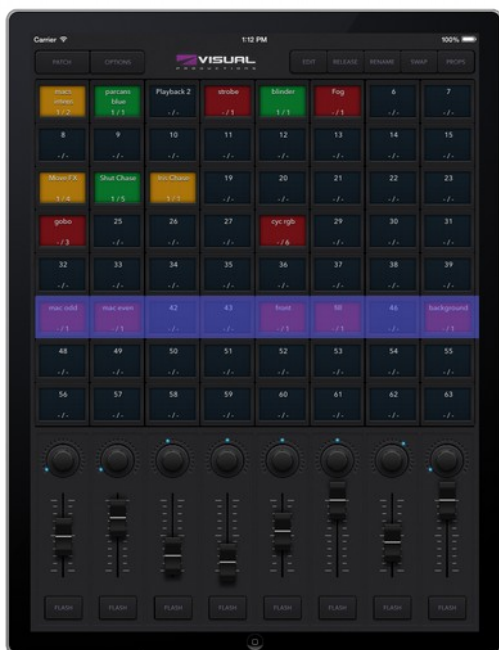 Carrier 1:12 PM 100%
PATCH OPTIONS VISUAL EDIT RELEASE RENAME SWAP PROPS
PRODUCTIONS
macs parcans Playback 2 strobe blinder Fog 6 7
blue
1/2 1/1 -/- -/1 1/1 -/1 -/- -/-
8 9 10 11 12 13 14 15
-/- -/- -/- -/- -/- -/- -/- -/-
Move FX Shut Chase Iris Chase 19 20 21 22 23
1/4 1/5 1/1 -/- -/- -/- -/- -/-
gobo 25 26 27 cyc rgb 29 30 31
-/3 -/- -/- -/- -/6 -/- -/- -/-
32 33 34 35 36 37 38 39
-/- -/- -/- -/- -/- -/- -/- -/-
mac odd mac even 42 43 front fill 46 background
-/1 -/1 -/- -/- -/1 -/1 -/- -/1
48 49 50 51 52 53 54 55
-/- -/- -/- -/- -/- -/- -/- -/-
56 57 58 59 60 61 62 63
-/- -/- -/- -/- -/- -/- -/- -/-
FLASH FLASH FLASH FLASH FLASH FLASH FLASH FLASH